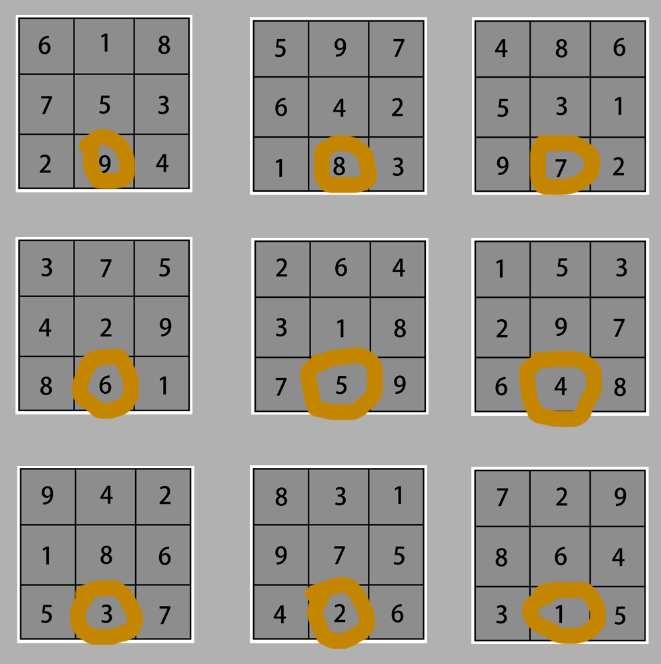 6 1 8
7 5 3
2 9 4
5 9 7
6 4 2
1 8 3
4 8 6
5 3 1
9 7 2
3 7 5
4 2 9
8 6 1
2 6 4
3 1 8
7 5 9
1 5 3
2 9 7
6 4 8
9 4 2
1 8 6
5 3 7
8 3 1
9 7 5
4 2 6
7 2 9
8 6 4
3 1 5